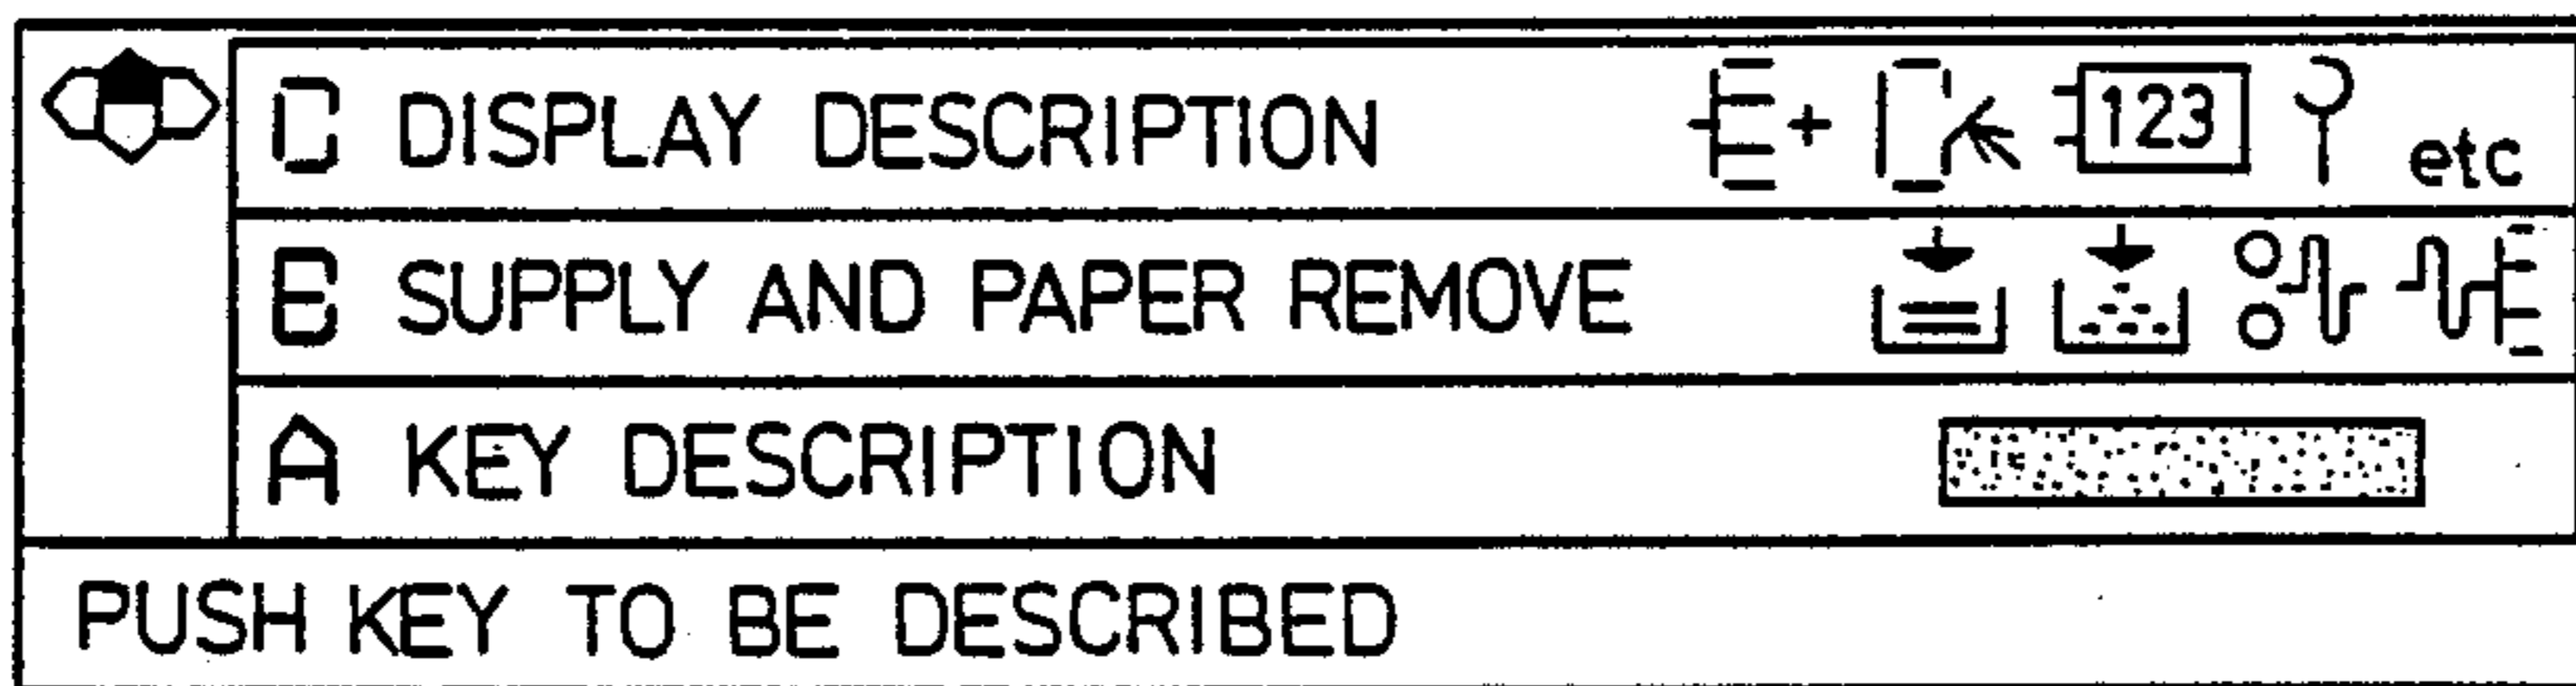 C DISPLAY DESCRIPTION 123 etc
B SUPPLY AND PAPER REMOVE
A KEY DESCRIPTION
PUSH KEY TO BE DESCRIBED